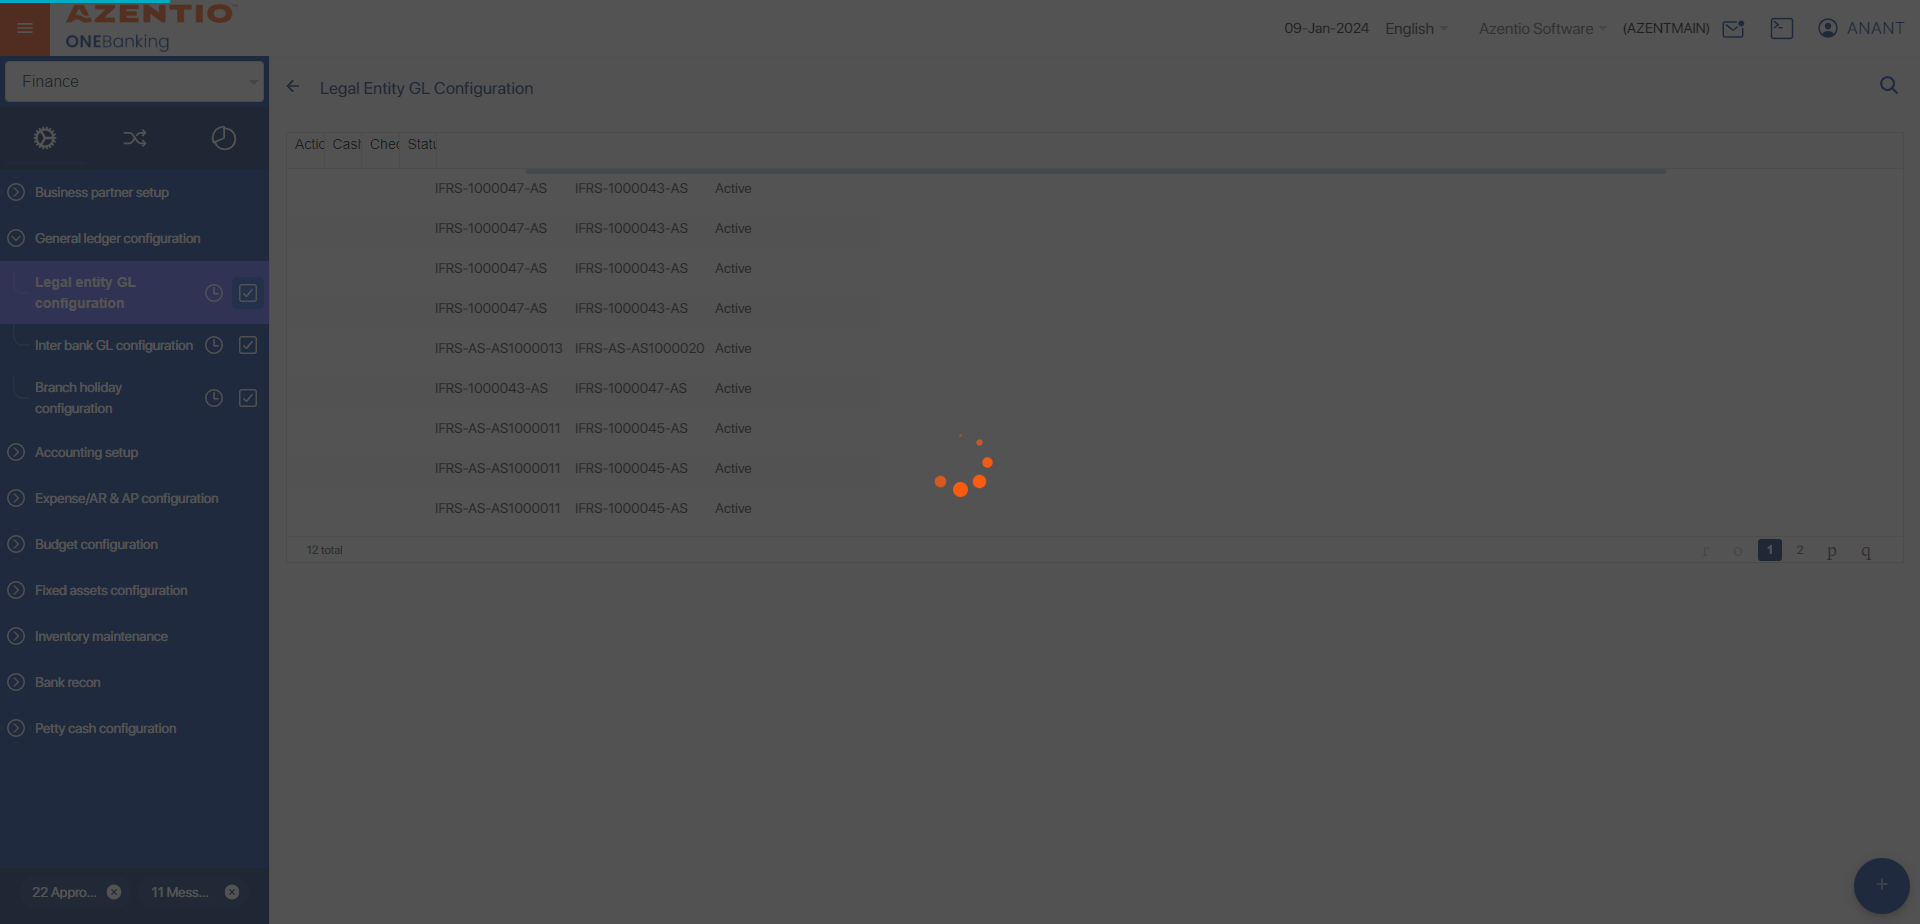 AZENTIO
ONEBanking
09-Jan-2024 English Azentio Software (AZENTMAIN) ANANT
Finance
Legal Entity GL Configuration
Business partner setup
General ledger configuration
Legal entity GL
configuration
Inter bank GL configuration
Branch holiday
configuration
Accounting setup
Expense/AR & AP configuration
Budget configuration
Fixed assets configuration
Inventory maintenance
Bank recon
Petty cash configuration
22 Appro...
11 Mess...
Actic Cash Chec Statu
IFRS-1000047-AS IFRS-1000043-AS Active
IFRS-1000047-AS IFRS-1000043-AS Active
IFRS-1000047-AS IFRS-1000043-AS Active
IFRS-1000047-AS IFRS-1000043-AS Active
IFRS-AS-AS1000013 IFRS-AS-AS1000020 Active
IFRS-1000043-AS IFRS-1000047-AS Active
IFRS-AS-AS1000011 IFRS-1000045-AS Active
IFRS-AS-AS1000011 IFRS-1000045-AS Active
IFRS-AS-AS1000011 IFRS-1000045-AS Active
12 total
r o 1 2 p q